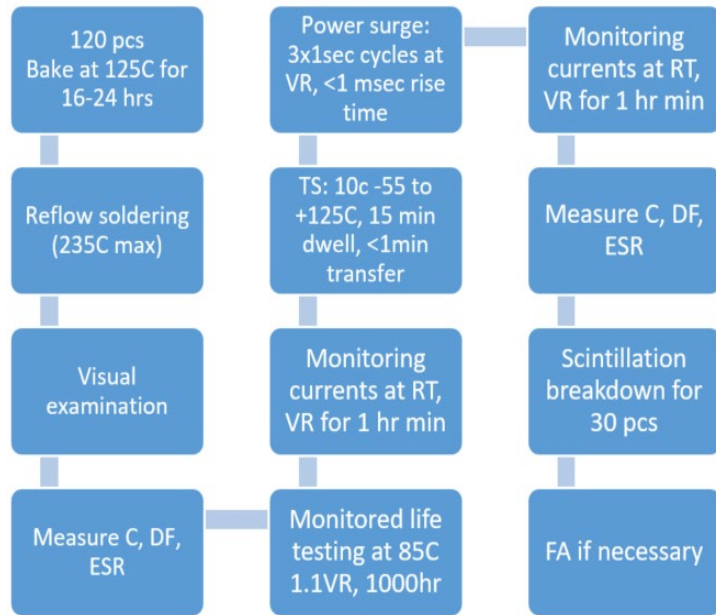 120 pcs
Bake at 125C for
16-24 hrs
Reflow soldering
(235C max)
Visual
examination
Measure C, DF,
ESR
Monitored life
testing at 85C
1.1VR, 1000hr
Monitoring
currents at RT,
VR for 1 hr min
TS: 10c -55 to
+125C, 15 min
dwell, <1min
transfer
Power surge:
3x1sec cycles at
VR, <1 msec rise
time
Monitoring
currents at RT,
VR for 1 hr min
Measure C, DF,
ESR
Scintillation
breakdown for
30 pcs
FA if necessary